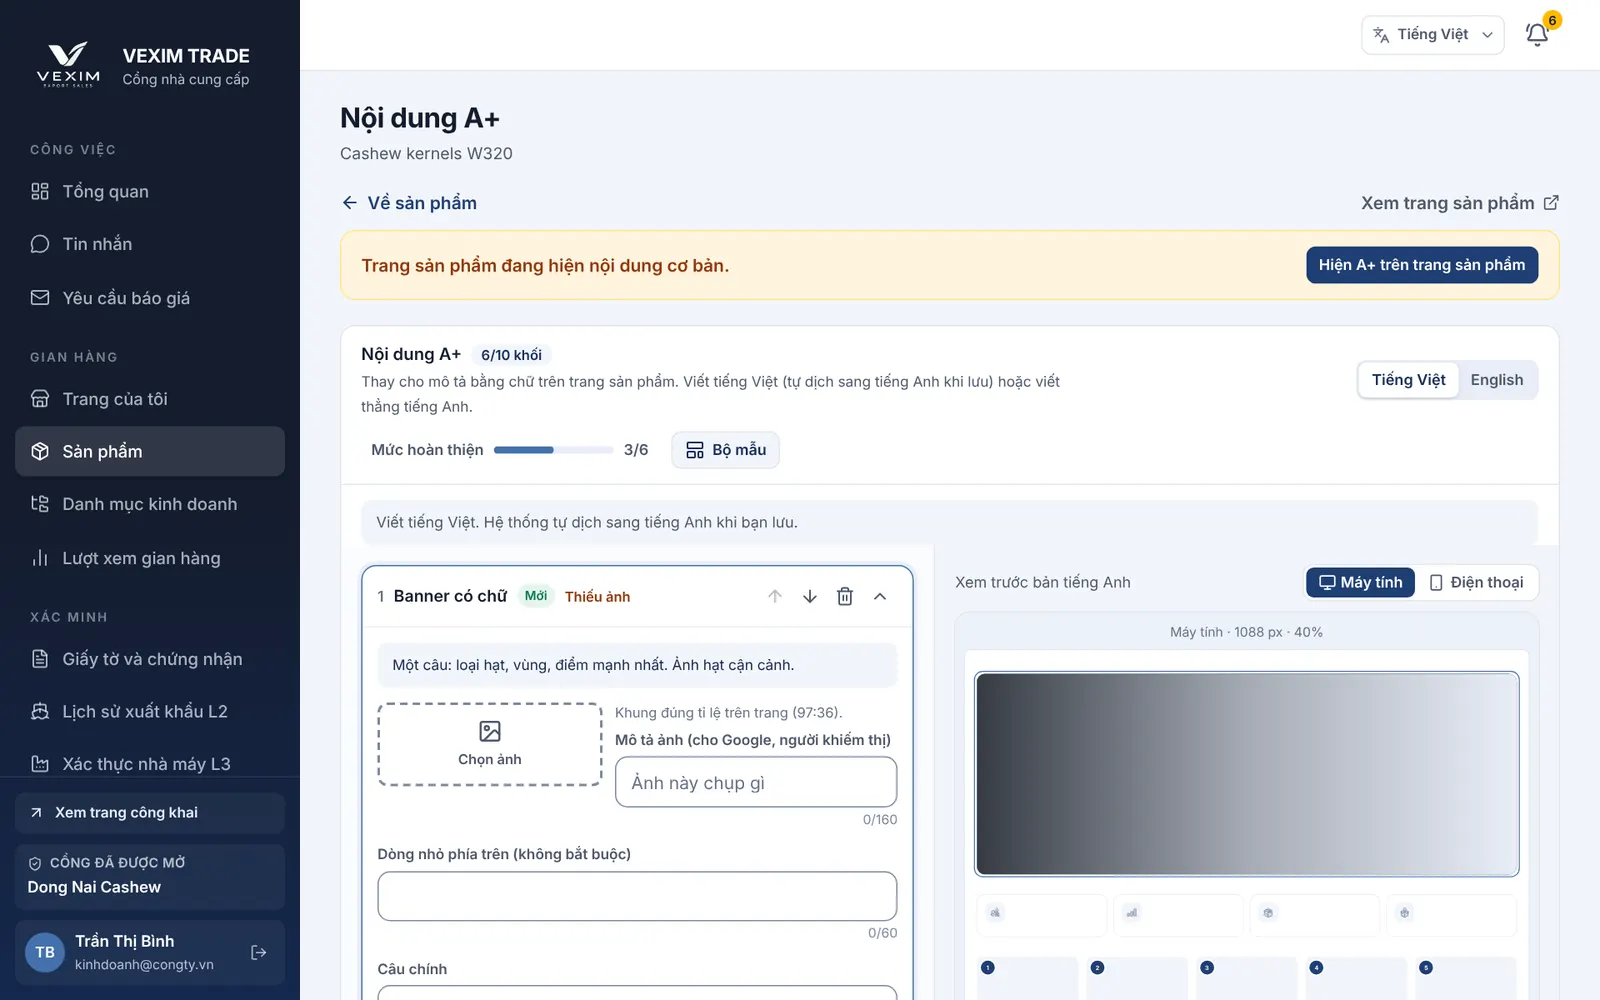 VEXIM
EXPORT SALES
VEXIM TRADE
Cổng nhà cung cấp
CÔNG VIỆC
Tổng quan
Tin nhắn
Yêu cầu báo giá
GIAN HÀNG
Trang của tôi
Sản phẩm
Danh mục kinh doanh
Lượt xem gian hàng
XÁC MINH
Giấy tờ và chứng nhận
Lịch sử xuất khẩu L2
Xác thực nhà máy L3
Xem trang công khai
CỔNG ĐÃ ĐƯỢC MỞ
Dong Nai Cashew
TB
Trần Thị Bình
kinhdoanh@congty.vn
Tiếng Việt
6
Nội dung A+
Cashew kernels W320
Về sản phẩm
Xem trang sản phẩm
Trang sản phẩm đang hiện nội dung cơ bản.
Hiện A+ trên trang sản phẩm
Nội dung A+
6/10 khối
Thay cho mô tả bằng chữ trên trang sản phẩm. Viết tiếng Việt (tự dịch sang tiếng Anh khi lưu) hoặc viết
thẳng tiếng Anh.
Tiếng Việt
English
Mức hoàn thiện
3/6
Bộ mẫu
Viết tiếng Việt. Hệ thống tự dịch sang tiếng Anh khi bạn lưu.
1 Banner có chữ
Mới
Thiếu ảnh
Một câu: loại hạt, vùng, điểm mạnh nhất. Ảnh hạt cận cảnh.
Chọn ảnh
Khung đúng tỉ lệ trên trang (97:36).
Mô tả ảnh (cho Google, người khiếm thị)
Ảnh này chụp gì
0/160
Dòng nhỏ phía trên (không bắt buộc)
0/60
Câu chính
Xem trước bản tiếng Anh
Máy tính
Điện thoại
Máy tính · 1088 px · 40%
1
2
3
4
5